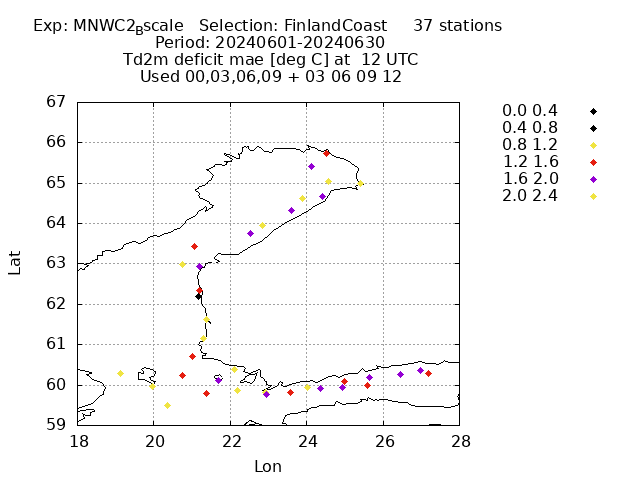 Exp: MNWC2Bscale Selection: FinlandCoast 37 stations
Period: 20240601-20240630
Td2m deficit mae [deg C] at 12 UTC
Used 00,03,06,09 + 03 06 09 12
67
66
65
64
63
62
61
60
59
Lat
18 20 22 24 26 28
Lon
0.0 0.4
0.4 0.8
0.8 1.2
1.2 1.6
1.6 2.0
2.0 2.4